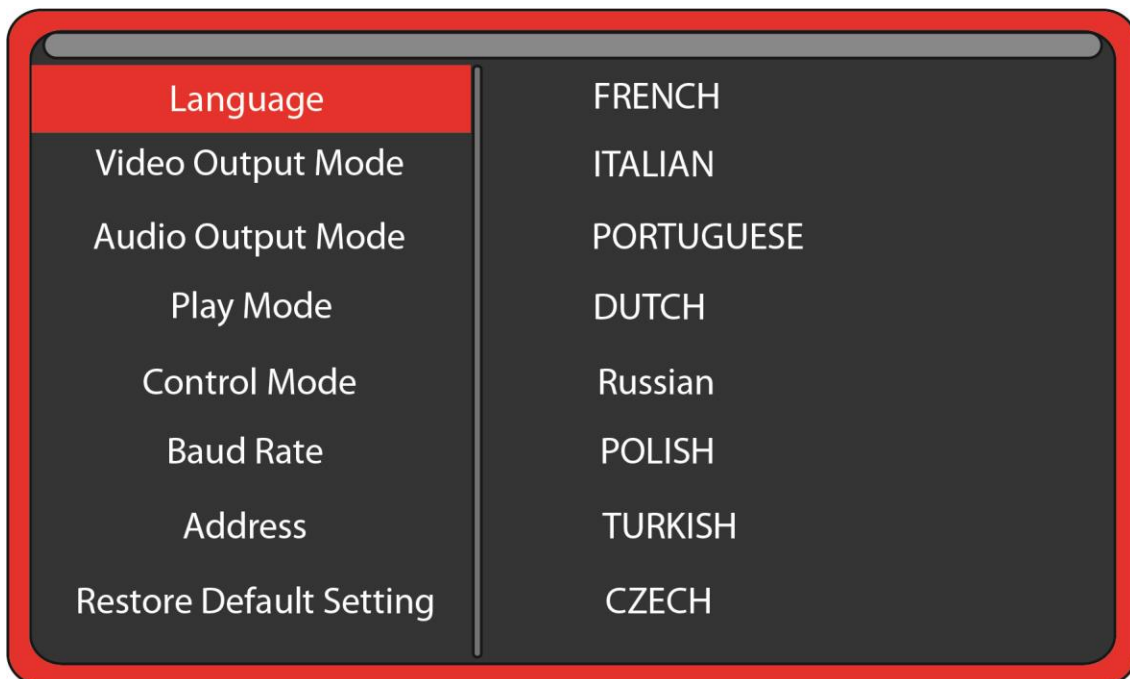 Language
Video Output Mode
Audio Output Mode
Play Mode
Control Mode
Baud Rate
Address
Restore Default Setting
FRENCH
ITALIAN
PORTUGUESE
DUTCH
Russian
POLISH
TURKISH
CZECH